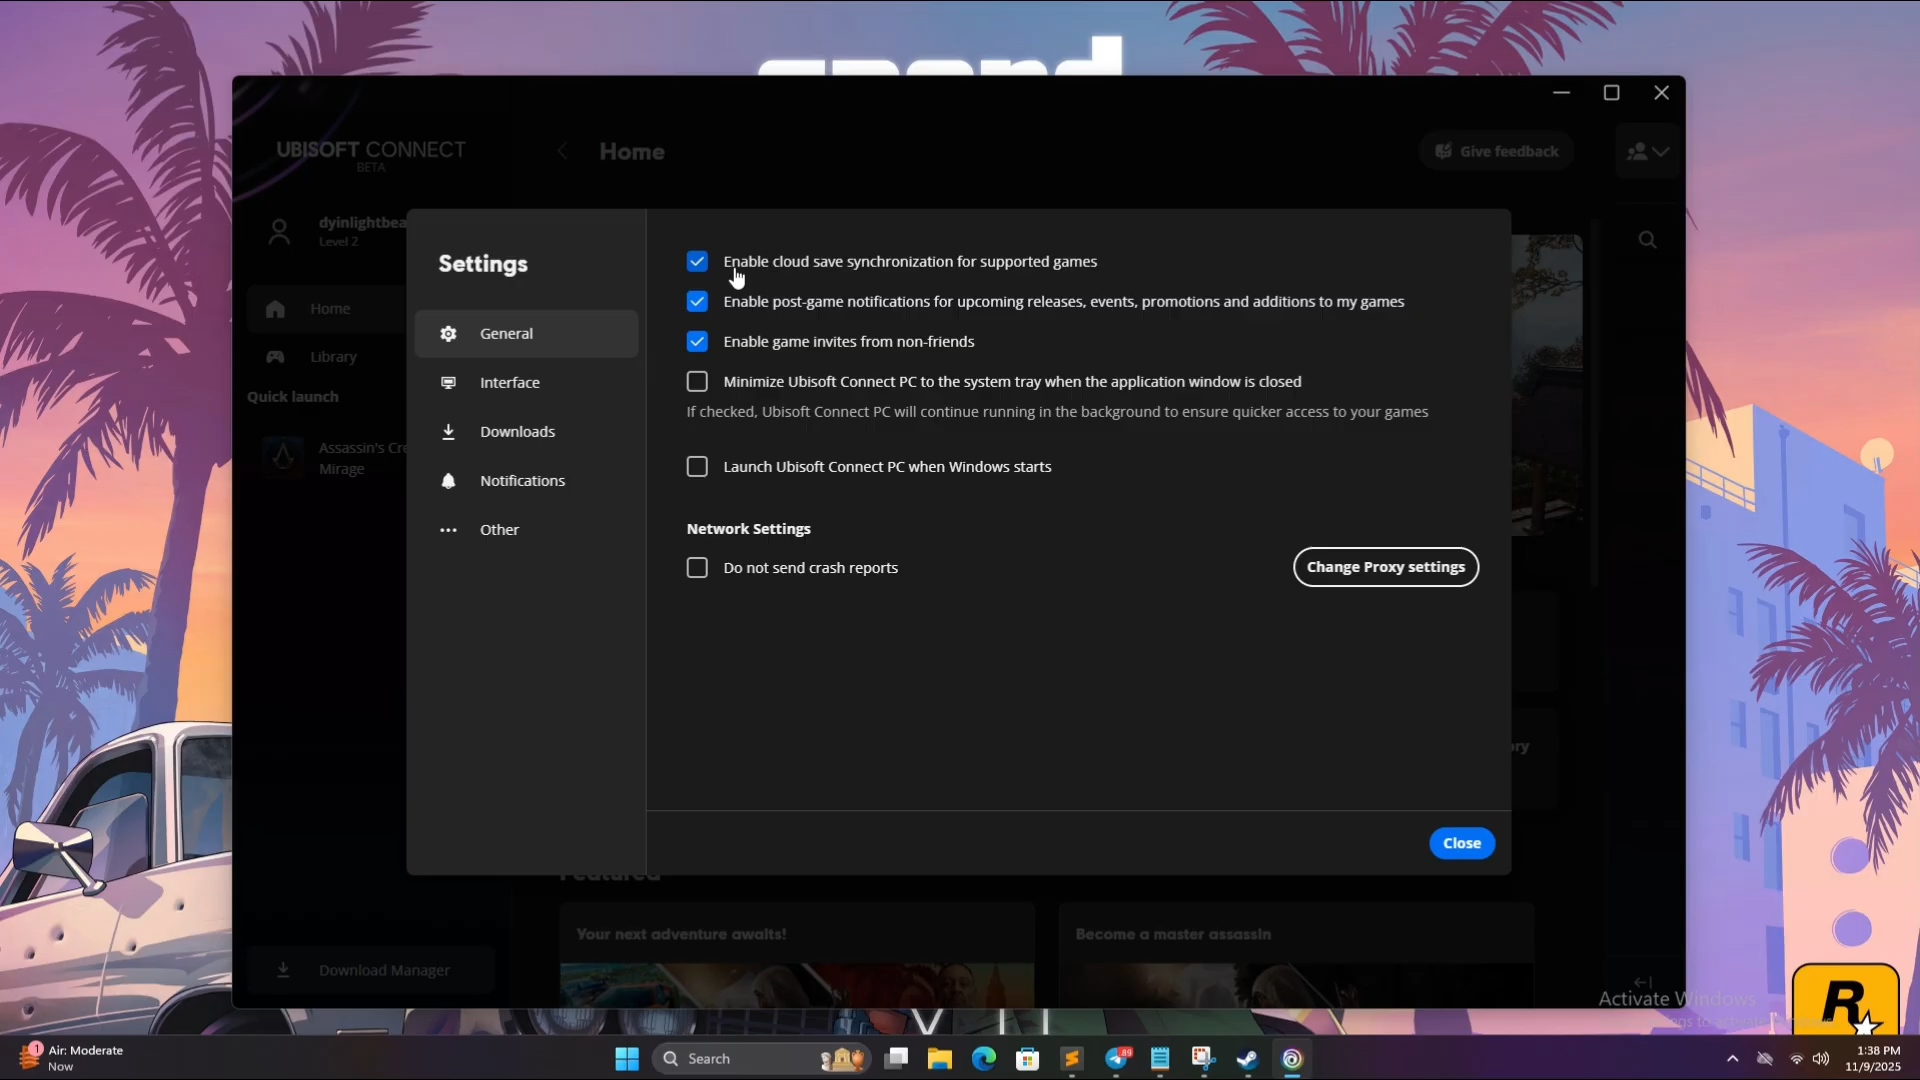 UBISOFT CONNECT
BETA
Home
Give feedback
dyinlightbea
Level 2
Home
Library
Quick launch
Assassin's Cr
Mirage
Settings
General
Interface
Downloads
Notifications
Other
Enable cloud save synchronization for supported games
Enable post-game notifications for upcoming releases, events, promotions and additions to my games
Enable game invites from non-friends
Minimize Ubisoft Connect PC to the system tray when the application window is closed
If checked, Ubisoft Connect PC will continue running in the background to ensure quicker access to your games
Launch Ubisoft Connect PC when Windows starts
Network Settings
Do not send crash reports
Change Proxy settings
Close
ory
Featured
Your next adventure awaits!
Become a master assassin
Download Manager
Activate Windows
R
VI
1
Air: Moderate
Now
Search
89
1:38 PM
11/9/2025